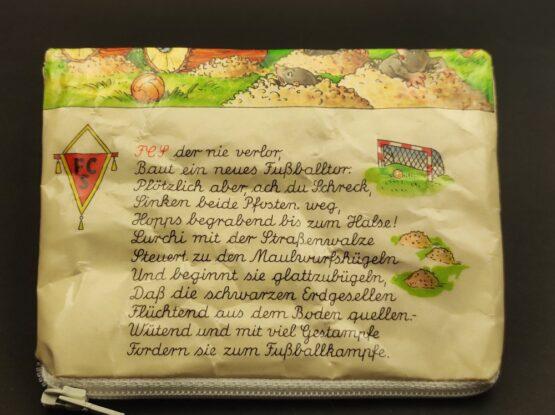 FCS
FCS der nie verlor,
Baut ein neues Fußballtor.
Plötzlich aber, ach du Schreck,
Sinken beide Pfosten weg,
Hopps begrabend bis zum Halse!
Lurchi mit der Straßenwalze
Steuert zu den Maulwurfshügeln
Und beginnt sie glattzubügeln,
Daß die schwarzen Erdgesellen
Flüchtend aus dem Boden quellen.-
Wütend und mit viel Gestampfe
Fordern sie zum Fußballkampfe.